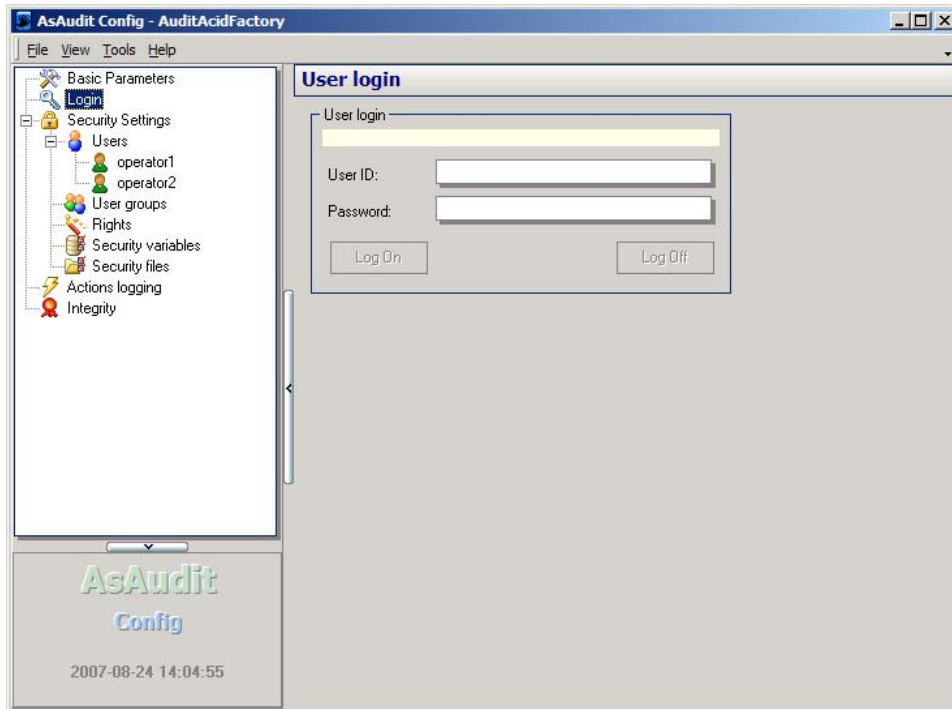 AsAudit Config - AuditAcidFactory
File View Tools Help
Basic Parameters
Login
Security Settings
Users
operator1
operator2
User groups
Rights
Security variables
Security files
Actions logging
Integrity
AsAudit
Config
2007-08-24 14:04:55
User login
User login
User ID:
Password:
Log On
Log Off